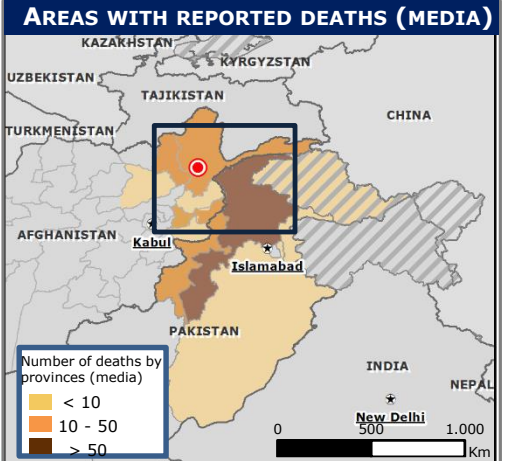 AREAS WITH REPORTED DEATHS (MEDIA)
KAZAKHSTAN
KYRGYZSTAN
UZBEKISTAN
TAJIKISTAN
CHINA
TURKMENISTAN
AFGHANISTAN
Kabul
Islamabad
PAKISTAN
Number of deaths by
provinces (media)
< 10
10 - 50
> 50
INDIA
NEPAL
New Delhi
0 500 1.000
Km